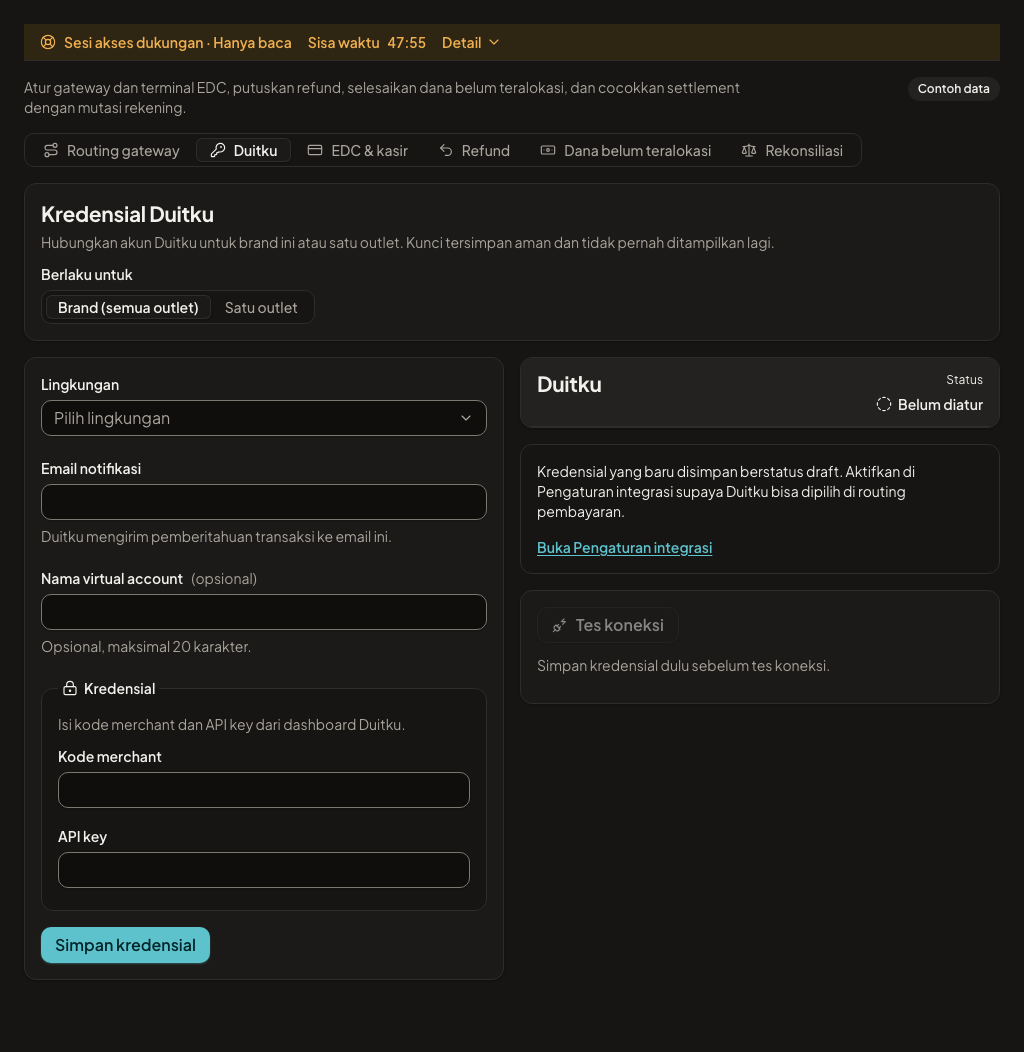 Sesi akses dukungan · Hanya baca Sisa waktu 47:55 Detail
Atur gateway dan terminal EDC, putuskan refund, selesaikan dana belum teralokasi, dan cocokkan settlement
dengan mutasi rekening.
Contoh data
Routing gateway Duitku EDC & kasir Refund Dana belum teralokasi Rekonsiliasi
Kredensial Duitku
Hubungkan akun Duitku untuk brand ini atau satu outlet. Kunci tersimpan aman dan tidak pernah ditampilkan lagi.
Berlaku untuk
Brand (semua outlet) Satu outlet
Lingkungan
Pilih lingkungan
Email notifikasi
Duitku mengirim pemberitahuan transaksi ke email ini.
Nama virtual account (opsional)
Opsional, maksimal 20 karakter.
Kredensial
Isi kode merchant dan API key dari dashboard Duitku.
Kode merchant
API key
Simpan kredensial
Duitku
Status
Belum diatur
Kredensial yang baru disimpan berstatus draft. Aktifkan di
Pengaturan integrasi supaya Duitku bisa dipilih di routing
pembayaran.
Buka Pengaturan integrasi
Tes koneksi
Simpan kredensial dulu sebelum tes koneksi.